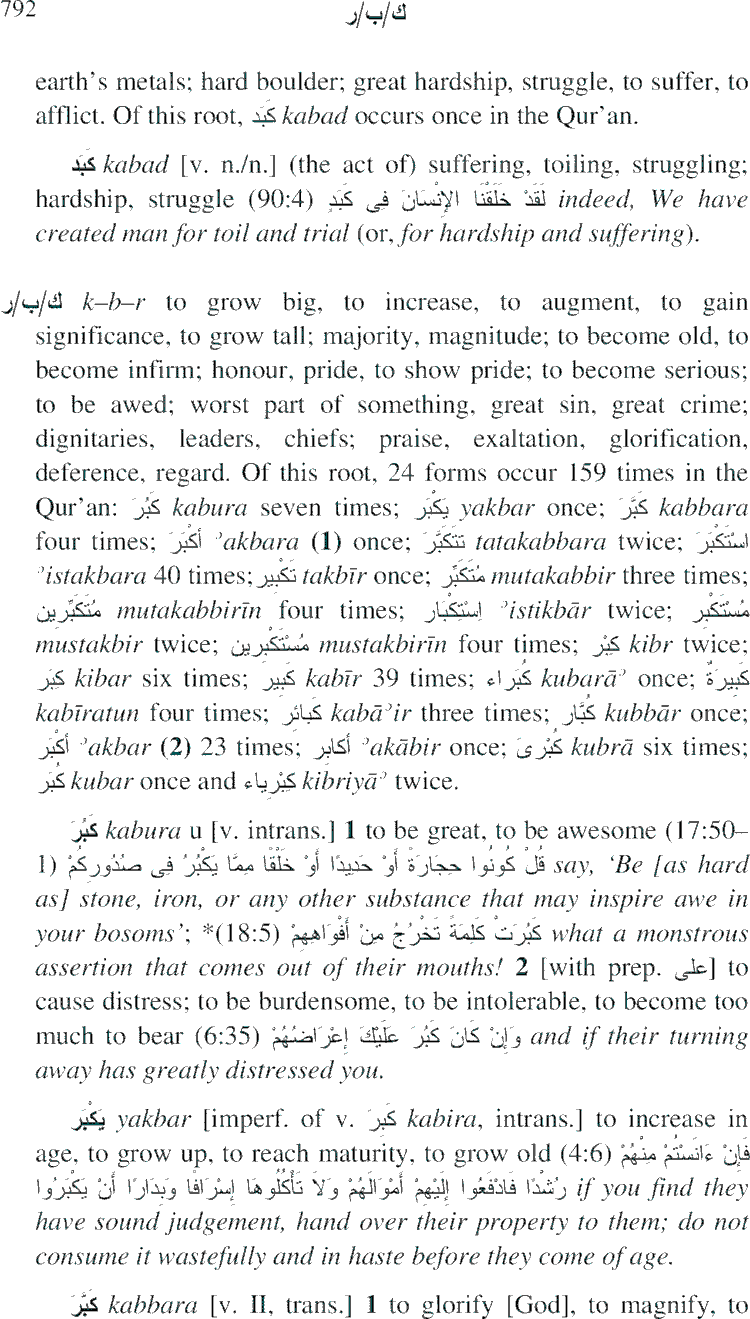 792 ك/ب/ر
earth's metals; hard boulder; great hardship, struggle, to suffer, to
afflict. Of this root, كَبَد kabad occurs once in the Qur'an.
كَبَد kabad [v. n./n.] (the act of) suffering, toiling, struggling;
hardship, struggle (90:4) لَقَدْ خَلَقْنَا الإِنْسَانَ فِى كَبَدٍ indeed, We have
created man for toil and trial (or, for hardship and suffering).
ك/ب/ر k–b–r to grow big, to increase, to augment, to gain
significance, to grow tall; majority, magnitude; to become old, to
become infirm; honour, pride, to show pride; to become serious;
to be awed; worst part of something, great sin, great crime;
dignitaries, leaders, chiefs; praise, exaltation, glorification,
deference, regard. Of this root, 24 forms occur 159 times in the
Qur'an: كَبُرَ kabura seven times; يَكْبَر yakbar once; كَبَّرَ kabbara
four times; أَكْبَرَ ʾakbara (1) once; تَتَكَبَّرَ tatakabbara twice; اسْتَكْبَرَ
ʾistakbara 40 times; تَكْبِير takbīr once; مُتَكَبِّر mutakabbir three times;
مُتَكَبِّرِين mutakabbirīn four times; اِسْتِكْبَار ʾistikbār twice; مُسْتَكْبِر
mustakbir twice; مُسْتَكْبِرِين mustakbirīn four times; كِبْر kibr twice;
كِبَر kibar six times; كَبِير kabīr 39 times; كُبَراء kubarāʾ once; كَبِيرَةٌ
kabīratun four times; كَبائِر kabāʾir three times; كُبَّار kubbār once;
أَكْبَر ʾakbar (2) 23 times; أَكابِر ʾakābir once; كُبْرَى kubrā six times;
كُبَر kubar once and كِبْرِياء kibriyāʾ twice.
كَبُرَ kabura u [v. intrans.] 1 to be great, to be awesome (17:50–
1) قُلْ كُونُوا حِجَارَةً أَوْ حَدِيدًا أَوْ خَلْقًا مِمَّا يَكْبُرُ فِى صُدُورِكُمْ say, 'Be [as hard
as] stone, iron, or any other substance that may inspire awe in
your bosoms'; *(18:5) كَبُرَتْ كَلِمَةً تَخْرُجُ مِنْ أَفْوَاهِهِمْ what a monstrous
assertion that comes out of their mouths! 2 [with prep. على] to
cause distress; to be burdensome, to be intolerable, to become too
much to bear (6:35) وَإِنْ كَانَ كَبُرَ عَلَيْكَ إِعْرَاضُهُمْ and if their turning
away has greatly distressed you.
يَكْبَر yakbar [imperf. of v. كَبِرَ kabira, intrans.] to increase in
age, to grow up, to reach maturity, to grow old (4:6) فَإِنْ ءَانَسْتُمْ مِنْهُمْ
رُشْدًا فَادْفَعُوا إِلَيْهِمْ أَمْوَالَهُمْ وَلاَ تَأْكُلُوهَا إِسْرَافًا وَبِدَارًا أَنْ يَكْبَرُوا if you find they
have sound judgement, hand over their property to them; do not
consume it wastefully and in haste before they come of age.
كَبَّرَ kabbara [v. II, trans.] 1 to glorify [God], to magnify, to